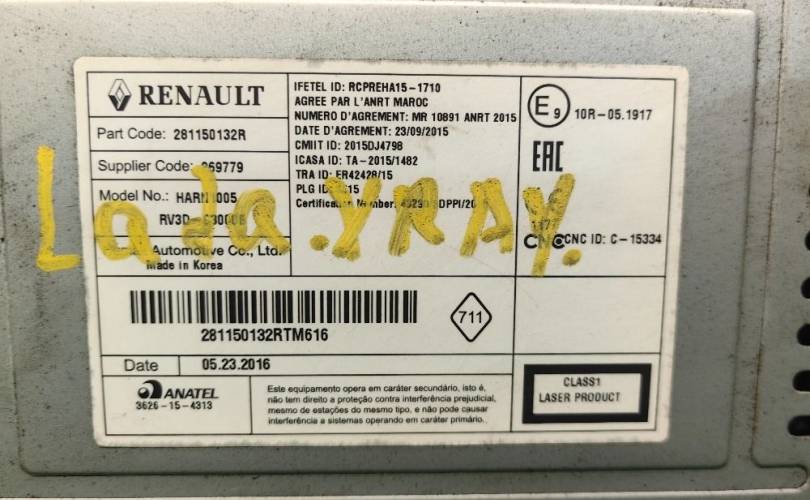 RENAULT
Part Code: 281150132R
Supplier Code:
Model No.:
Automotive Co., Ltd.
Made in Korea
IFETEL ID: RCPREHA15-1710
AGREE PAR L'ANRT MAROC
NUMERO D'AGREMENT: MR 10891 ANRT 2015
DATE D'AGREMENT: 23/09/2015
CMIIT ID: 2015DJ4798
ICASA ID: TA-2015/1482
TRA ID: ER42428/15
PLG ID:
Certification Number:
E9 10R-05.1917
EAC
CNC ID: C-15334
Lada.XRAY.
281150132RTM616
711
Date 05.23.2016
ANATEL
3626-15-4313
Este equipamento opera em caráter secundário, isto é,
não tem direito a proteção contra interferência prejudicial,
mesmo de estações do mesmo tipo, e não pode causar
interferência a sistemas operando em caráter primário.
CLASS1
LASER PRODUCT